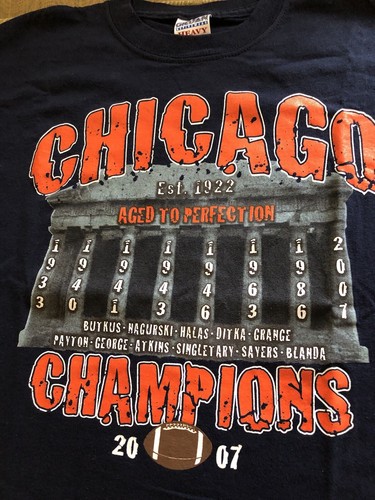 HEAVY
CHICAGO
Est. 1922
AGED TO PERFECTION
1933 1940 1941 1943 1946 1963 1986 2007
BUTKUS · NAGURSKI · HALAS · DITKA · GRANGE
PAYTON · GEORGE · ATKINS · SINGLETARY · SAYERS · BLANDA
CHAMPIONS
20 07